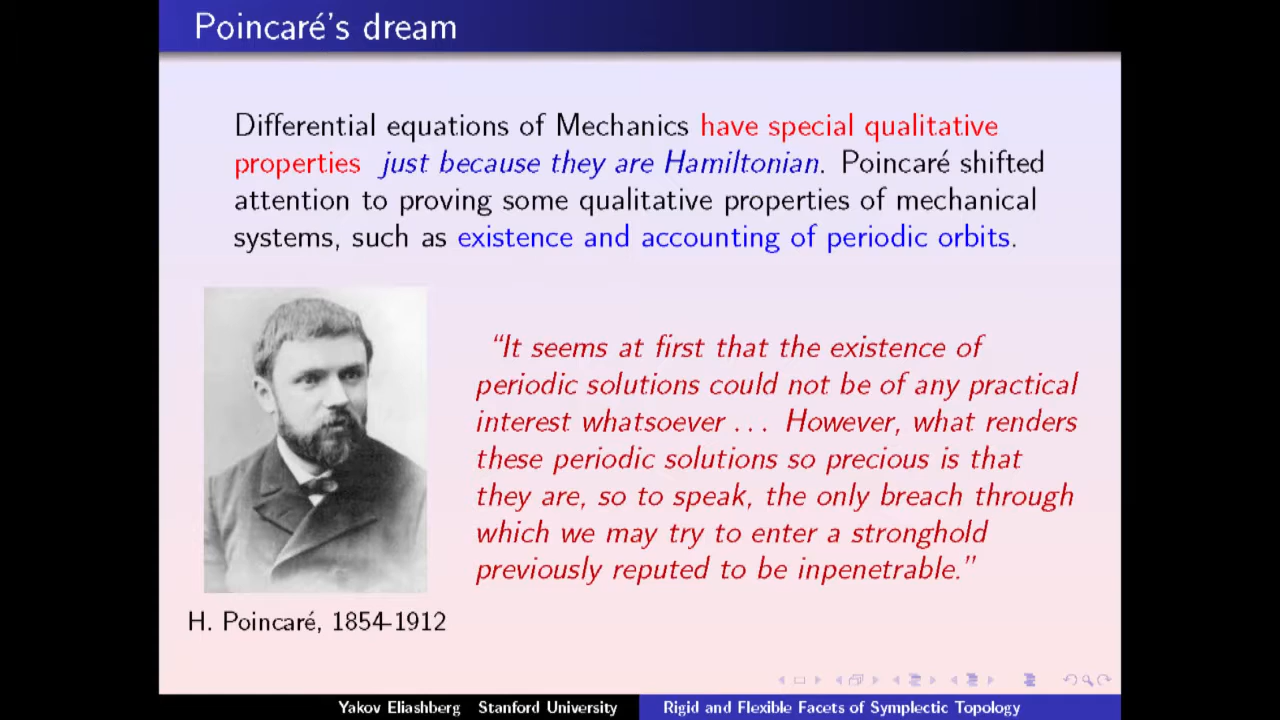 Poincaré's dream
Differential equations of Mechanics have special qualitative
properties just because they are Hamiltonian. Poincaré shifted
attention to proving some qualitative properties of mechanical
systems, such as existence and accounting of periodic orbits.
“It seems at first that the existence of
periodic solutions could not be of any practical
interest whatsoever . . . However, what renders
these periodic solutions so precious is that
they are, so to speak, the only breach through
which we may try to enter a stronghold
previously reputed to be inpenetrable.”
H. Poincaré, 1854-1912
Yakov Eliashberg Stanford University
Rigid and Flexible Facets of Symplectic Topology